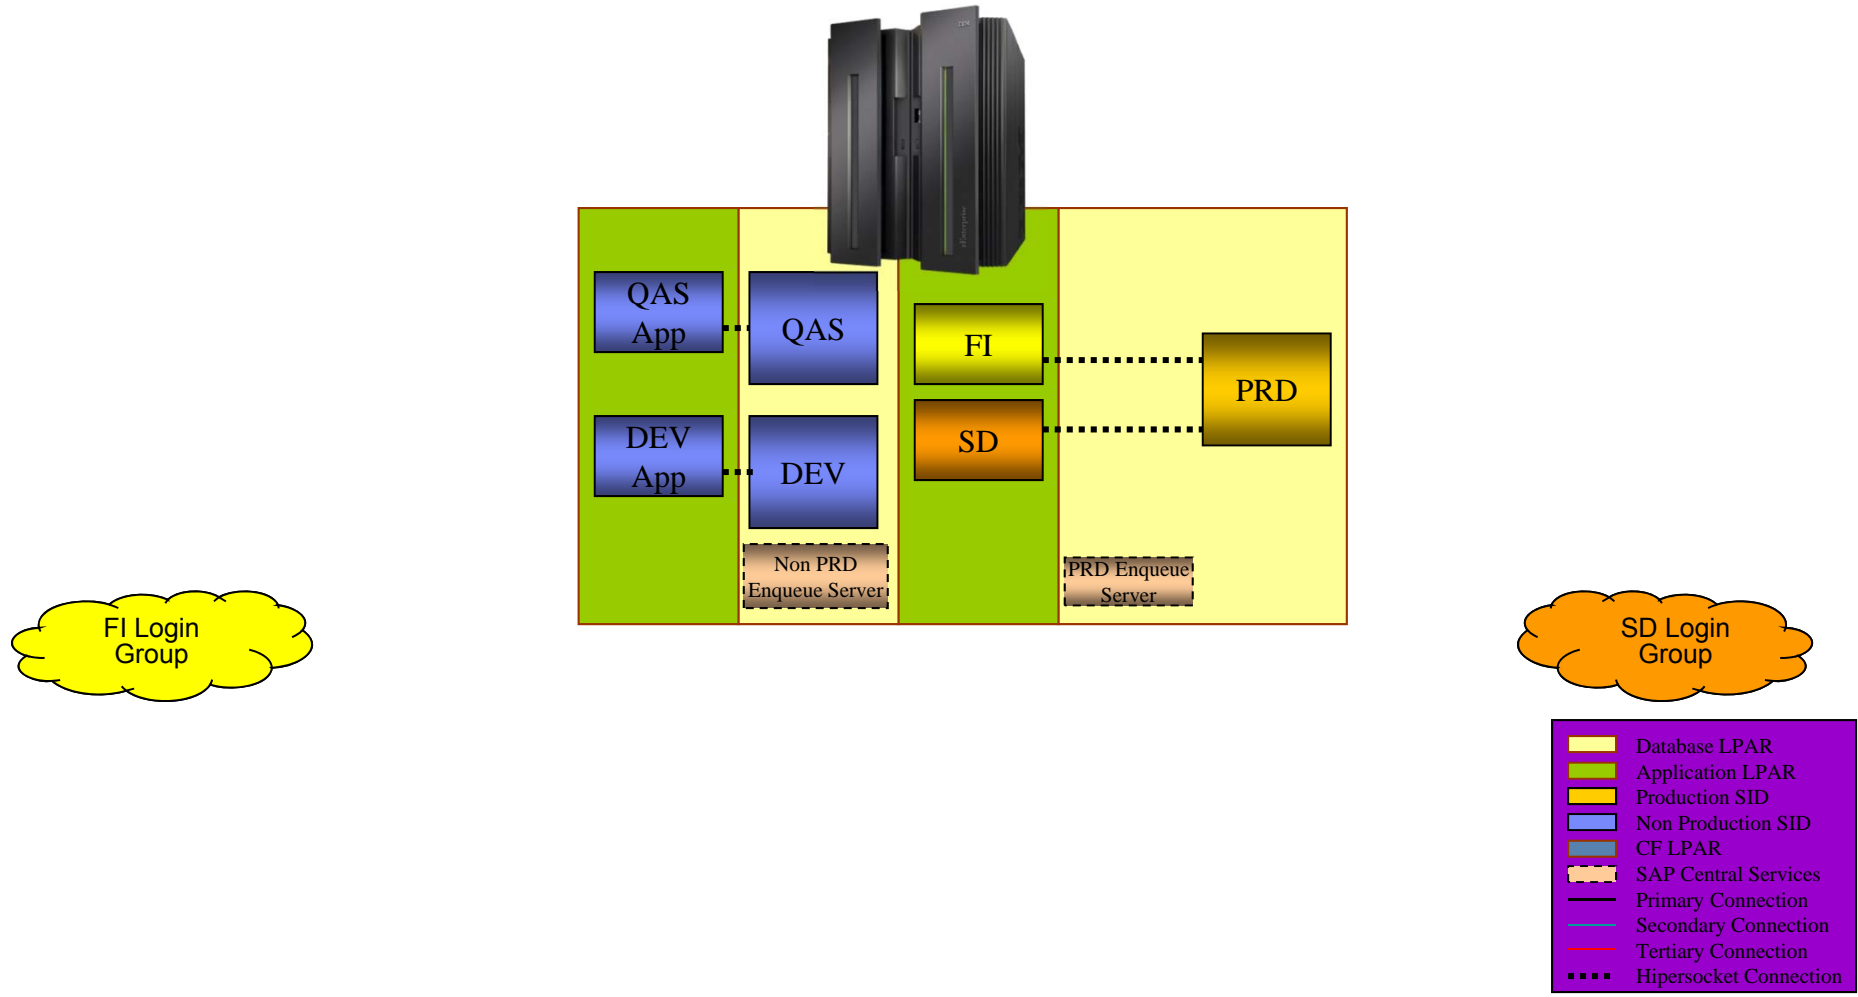 IBM
zEnterprise
QAS
App
QAS
FI
PRD
DEV
App
DEV
SD
Non PRD
Enqueue Server
PRD Enqueue
Server
FI Login
Group
SD Login
Group
Database LPAR
Application LPAR
Production SID
Non Production SID
CF LPAR
SAP Central Services
Primary Connection
Secondary Connection
Tertiary Connection
Hipersocket Connection